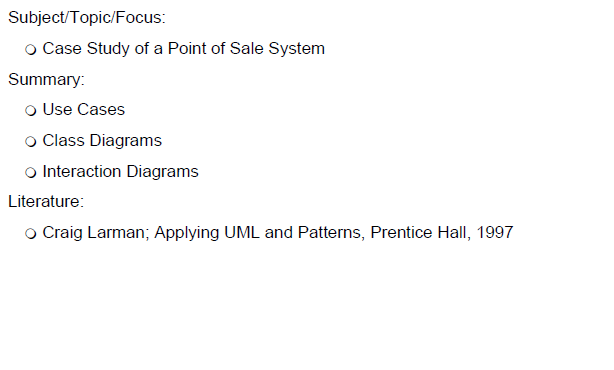 Subject/Topic/Focus:
Case Study of a Point of Sale System
Summary:
Use Cases
Class Diagrams
Interaction Diagrams
Literature:
Craig Larman; Applying UML and Patterns, Prentice Hall, 1997